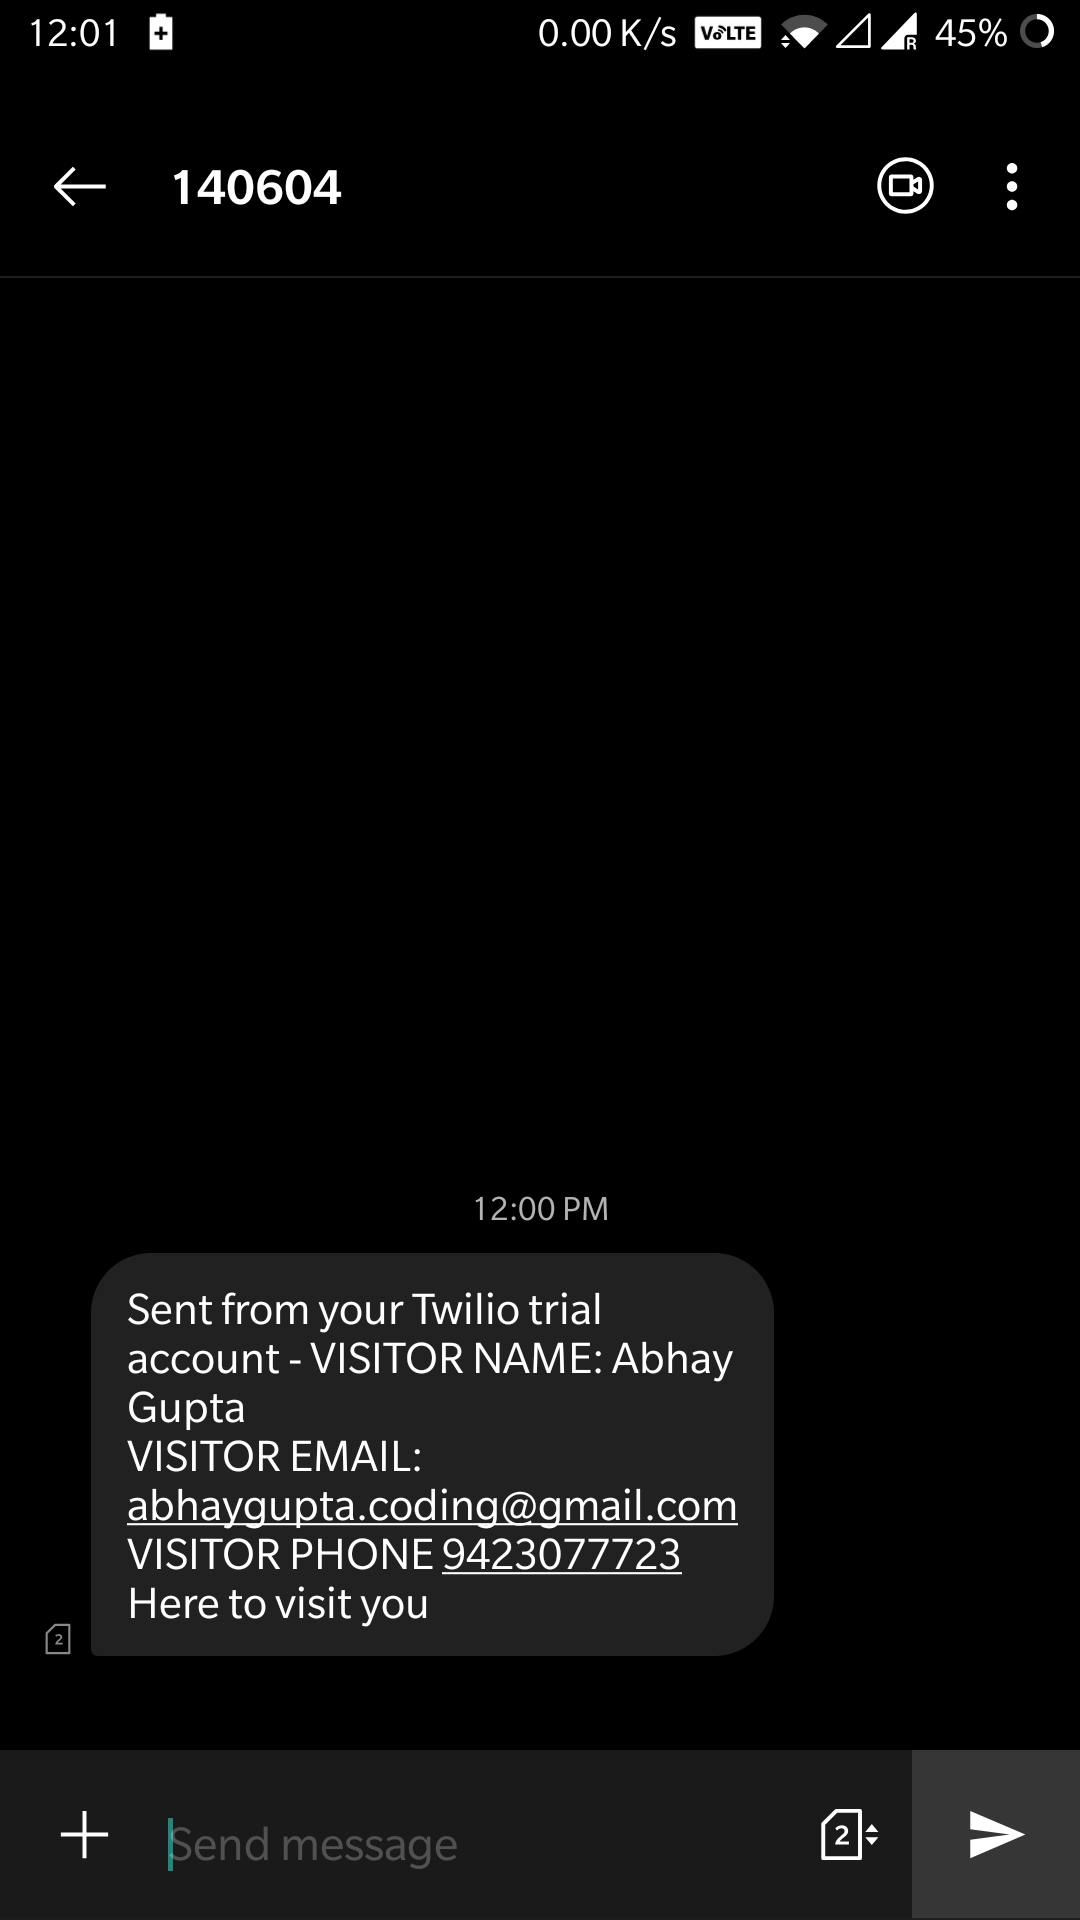 12:01 0.00 K/s VoLTE R 45%
140604
12:00 PM
Sent from your Twilio trial
account - VISITOR NAME: Abhay
Gupta
VISITOR EMAIL:
abhaygupta.coding@gmail.com
VISITOR PHONE 9423077723
Here to visit you
2
Send message 2